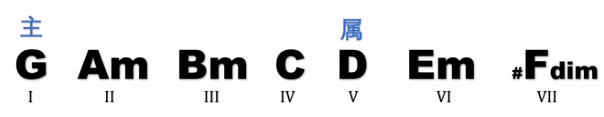 主 属
G Am Bm C D Em #Fdim
I II III IV V VI VII